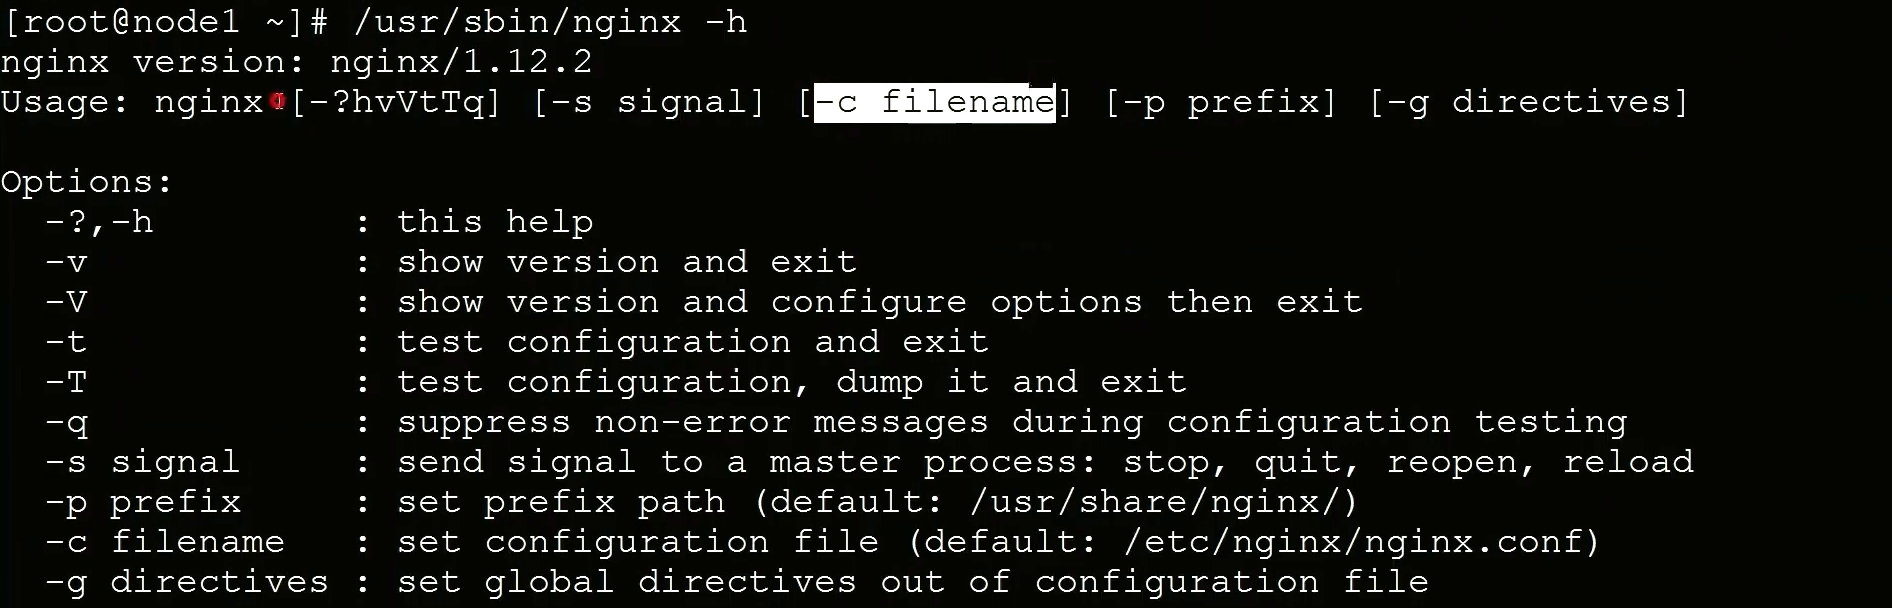 [root@node1 ~]# /usr/sbin/nginx -h
nginx version: nginx/1.12.2
Usage: nginx [-?hvVtTq] [-s signal] [-c filename] [-p prefix] [-g directives]
Options:
-?,-h : this help
-v : show version and exit
-V : show version and configure options then exit
-t : test configuration and exit
-T : test configuration, dump it and exit
-q : suppress non-error messages during configuration testing
-s signal : send signal to a master process: stop, quit, reopen, reload
-p prefix : set prefix path (default: /usr/share/nginx/)
-c filename : set configuration file (default: /etc/nginx/nginx.conf)
-g directives : set global directives out of configuration file